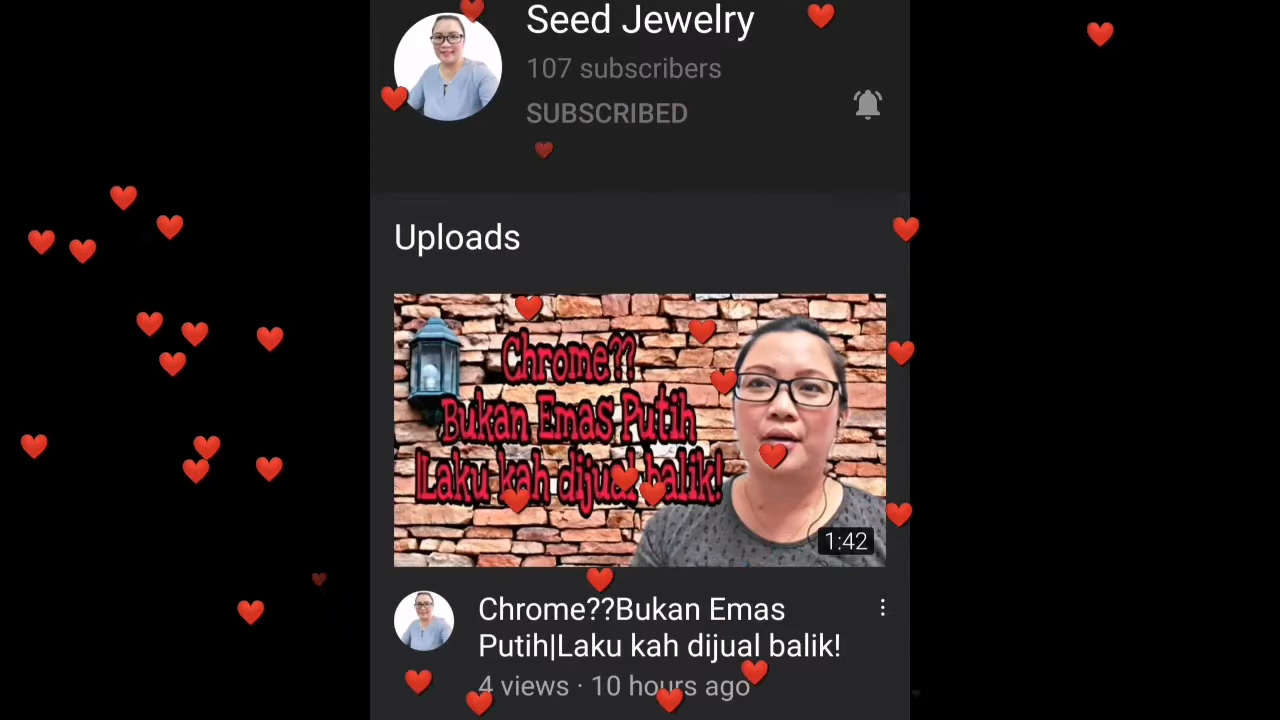 Seed Jewelry
107 subscribers
SUBSCRIBED
Uploads
Chrome??
Bukan Emas Putih
|Laku kah dijual balik!
1:42
Chrome??Bukan Emas
Putih|Laku kah dijual balik!
4 views · 10 hours ago